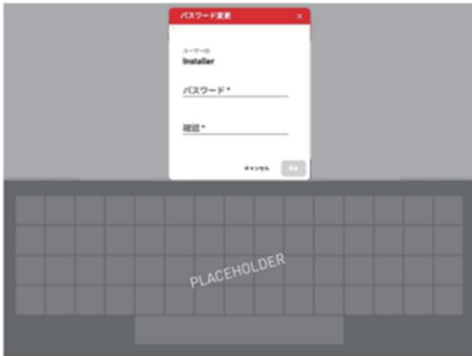 パスワード変更
×
ユーザーID
Installer
パスワード *
確認 *
キャンセル
PLACEHOLDER